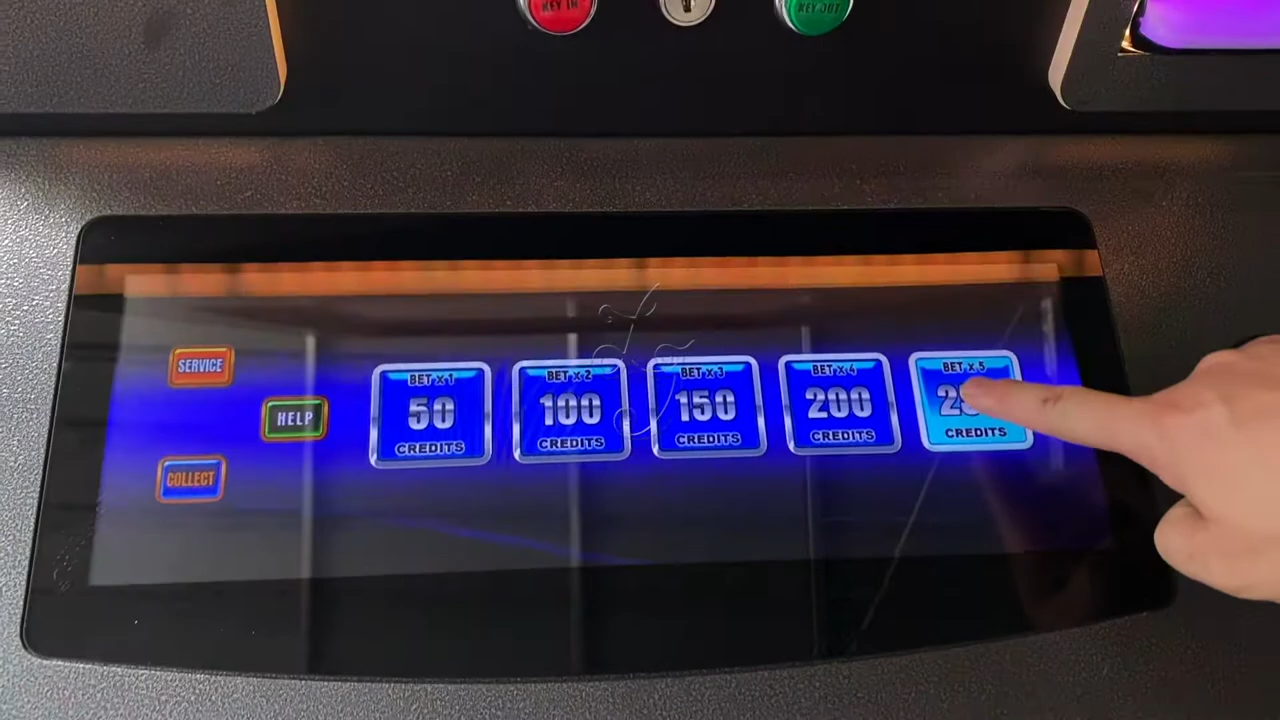 KEY IN
KEY OUT
SERVICE
HELP
COLLECT
BET x 1
50
CREDITS
BET x 2
100
CREDITS
BET x 3
150
CREDITS
BET x 4
200
CREDITS
BET x 5
CREDITS